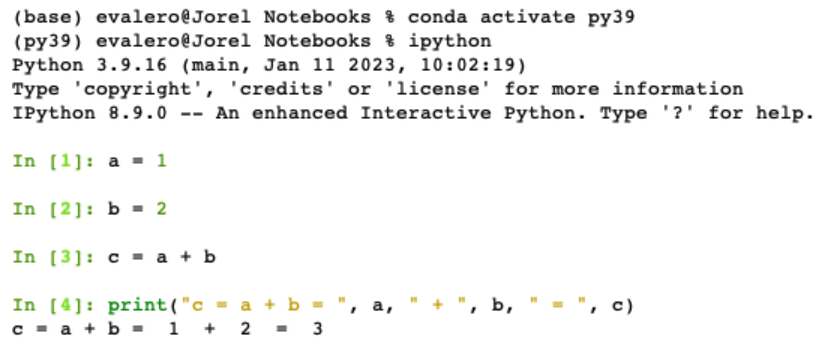 (base) evalero@Jorel Notebooks % conda activate py39
(py39) evalero@Jorel Notebooks % ipython
Python 3.9.16 (main, Jan 11 2023, 10:02:19)
Type 'copyright', 'credits' or 'license' for more information
IPython 8.9.0 -- An enhanced Interactive Python. Type '?' for help.
In [1]: a = 1
In [2]: b = 2
In [3]: c = a + b
In [4]: print("c = a + b = ", a, " + ", b, " = ", c)
c = a + b =  1  +  2  =  3